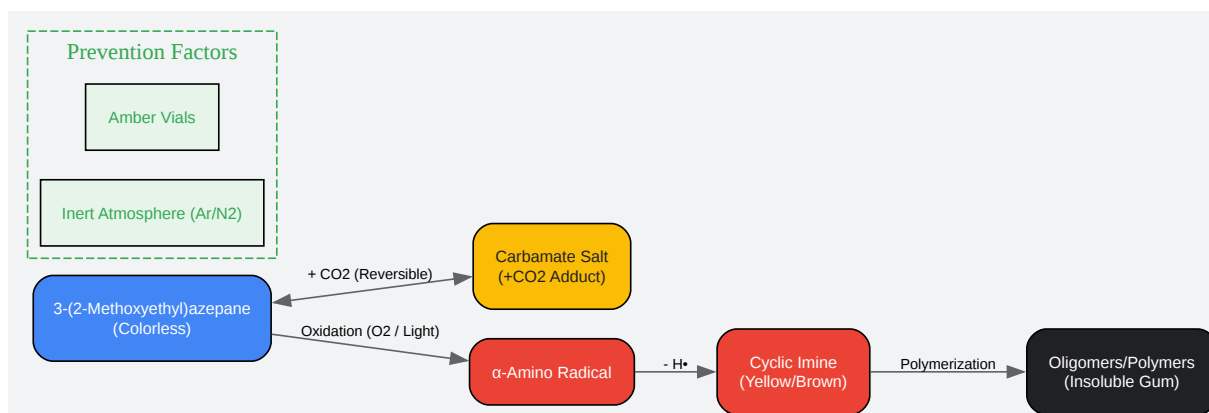 Prevention Factors
Amber Vials
Inert Atmosphere (Ar/N2)
3-(2-Methoxyethyl)azepane
(Colorless)
+ CO2 (Reversible)
Carbamate Salt
(+CO2 Adduct)
Oxidation (O2 / Light)
α-Amino Radical
- H•
Cyclic Imine
(Yellow/Brown)
Polymerization
Oligomers/Polymers
(Insoluble Gum)